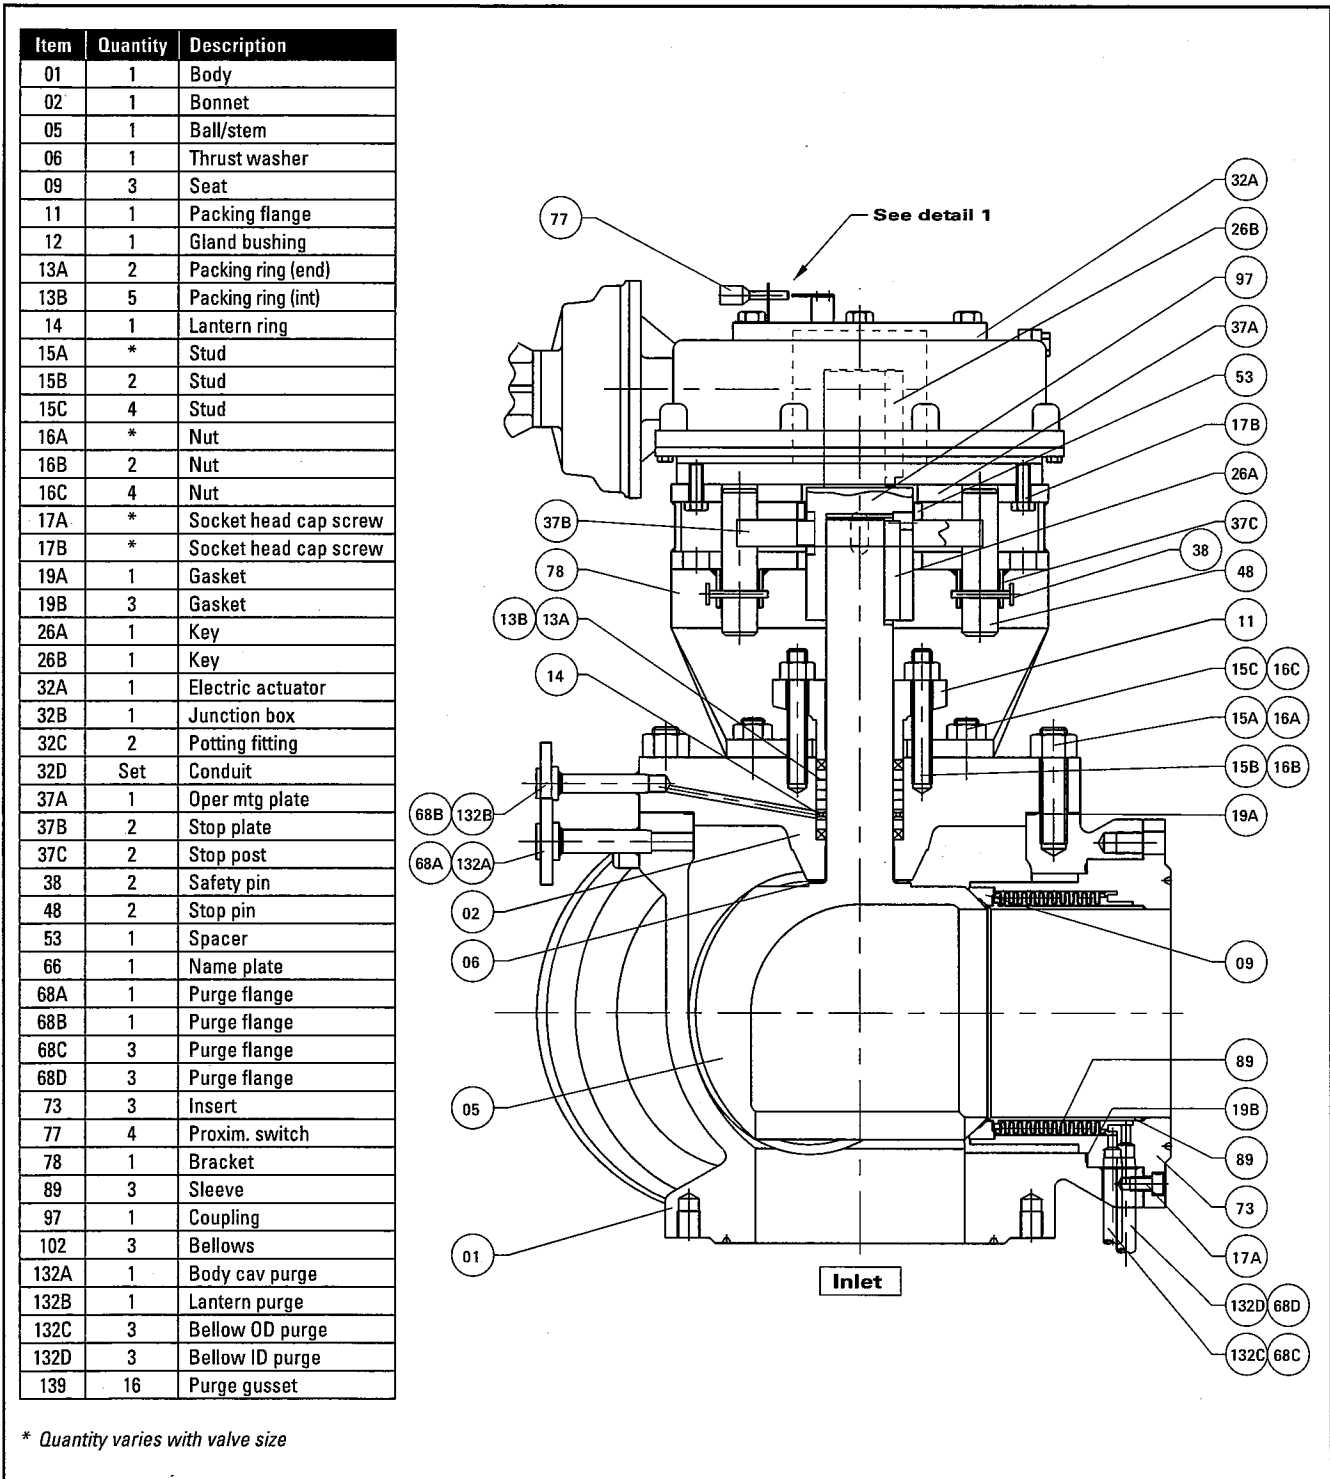 Item Quantity Description
01 1 Body
02 1 Bonnet
05 1 Ball/stem
06 1 Thrust washer
09 3 Seat
11 1 Packing flange
12 1 Gland bushing
13A 2 Packing ring (end)
13B 5 Packing ring (int)
14 1 Lantern ring
15A * Stud
15B 2 Stud
15C 4 Stud
16A * Nut
16B 2 Nut
16C 4 Nut
17A * Socket head cap screw
17B * Socket head cap screw
19A 1 Gasket
19B 3 Gasket
26A 1 Key
26B 1 Key
32A 1 Electric actuator
32B 1 Junction box
32C 2 Potting fitting
32D Set Conduit
37A 1 Oper mtg plate
37B 2 Stop plate
37C 2 Stop post
38 2 Safety pin
48 2 Stop pin
53 1 Spacer
66 1 Name plate
68A 1 Purge flange
68B 1 Purge flange
68C 3 Purge flange
68D 3 Purge flange
73 3 Insert
77 4 Proxim. switch
78 1 Bracket
89 3 Sleeve
97 1 Coupling
102 3 Bellows
132A 1 Body cav purge
132B 1 Lantern purge
132C 3 Bellow OD purge
132D 3 Bellow ID purge
139 16 Purge gusset
* Quantity varies with valve size
77
See detail 1
32A
26B
97
37A
53
17B
26A
37B
37C
38
78
48
13B 13A
11
14
15C 16C
15A 16A
15B 16B
68B 132B
19A
68A 132A
02
06
09
05
89
19B
89
73
01
17A
Inlet
132D 68D
132C 68C